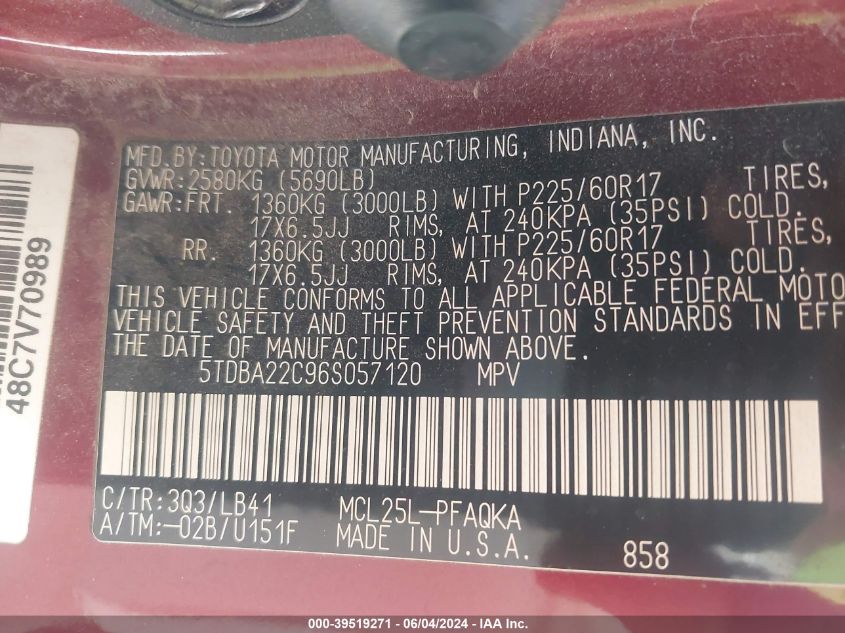 MFD.BY:TOYOTA MOTOR MANUFACTURING, INDIANA, INC.
GVWR:2580KG (5690LB)
GAWR:FRT. 1360KG (3000LB) WITH P225/60R17 TIRES,
17X6.5JJ RIMS, AT 240KPA (35PSI) COLD.
RR. 1360KG (3000LB) WITH P225/60R17 TIRES,
17X6.5JJ RIMS, AT 240KPA (35PSI) COLD.
THIS VEHICLE CONFORMS TO ALL APPLICABLE FEDERAL MOTO
VEHICLE SAFETY AND THEFT PREVENTION STANDARDS IN EFF
THE DATE OF MANUFACTURE SHOWN ABOVE.
5TDBA22C96S057120 MPV
C/TR:3Q3/LB41 MCL25L-PFAQKA
A/TM:-02B/U151F MADE IN U.S.A. 858
48C7V70989
000-39519271 - 06/04/2024 - IAA Inc.